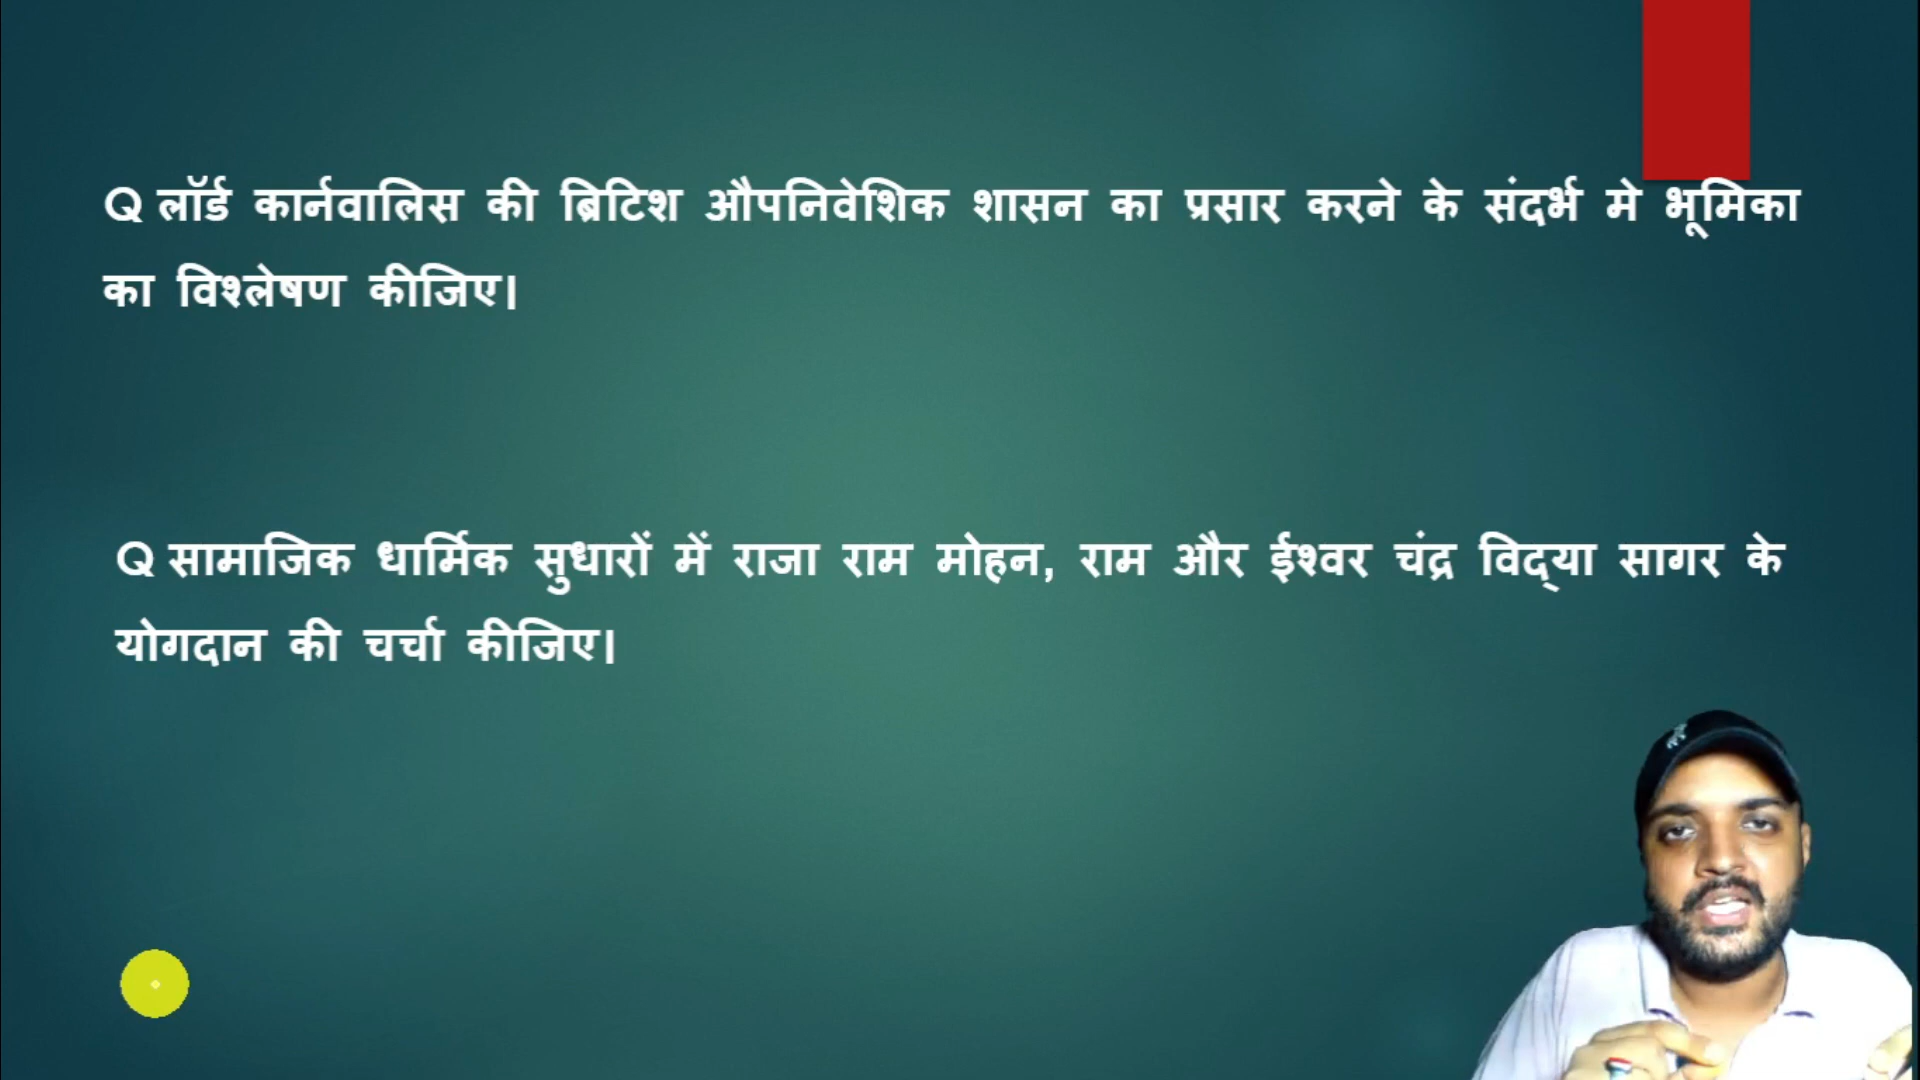 Q लॉर्ड कार्नवालिस की ब्रिटिश औपनिवेशिक शासन का प्रसार करने के संदर्भ मे भूमिका
का विश्लेषण कीजिए।
Q सामाजिक धार्मिक सुधारों में राजा राम मोहन, राम और ईश्वर चंद्र विद्‌या सागर के
योगदान की चर्चा कीजिए।